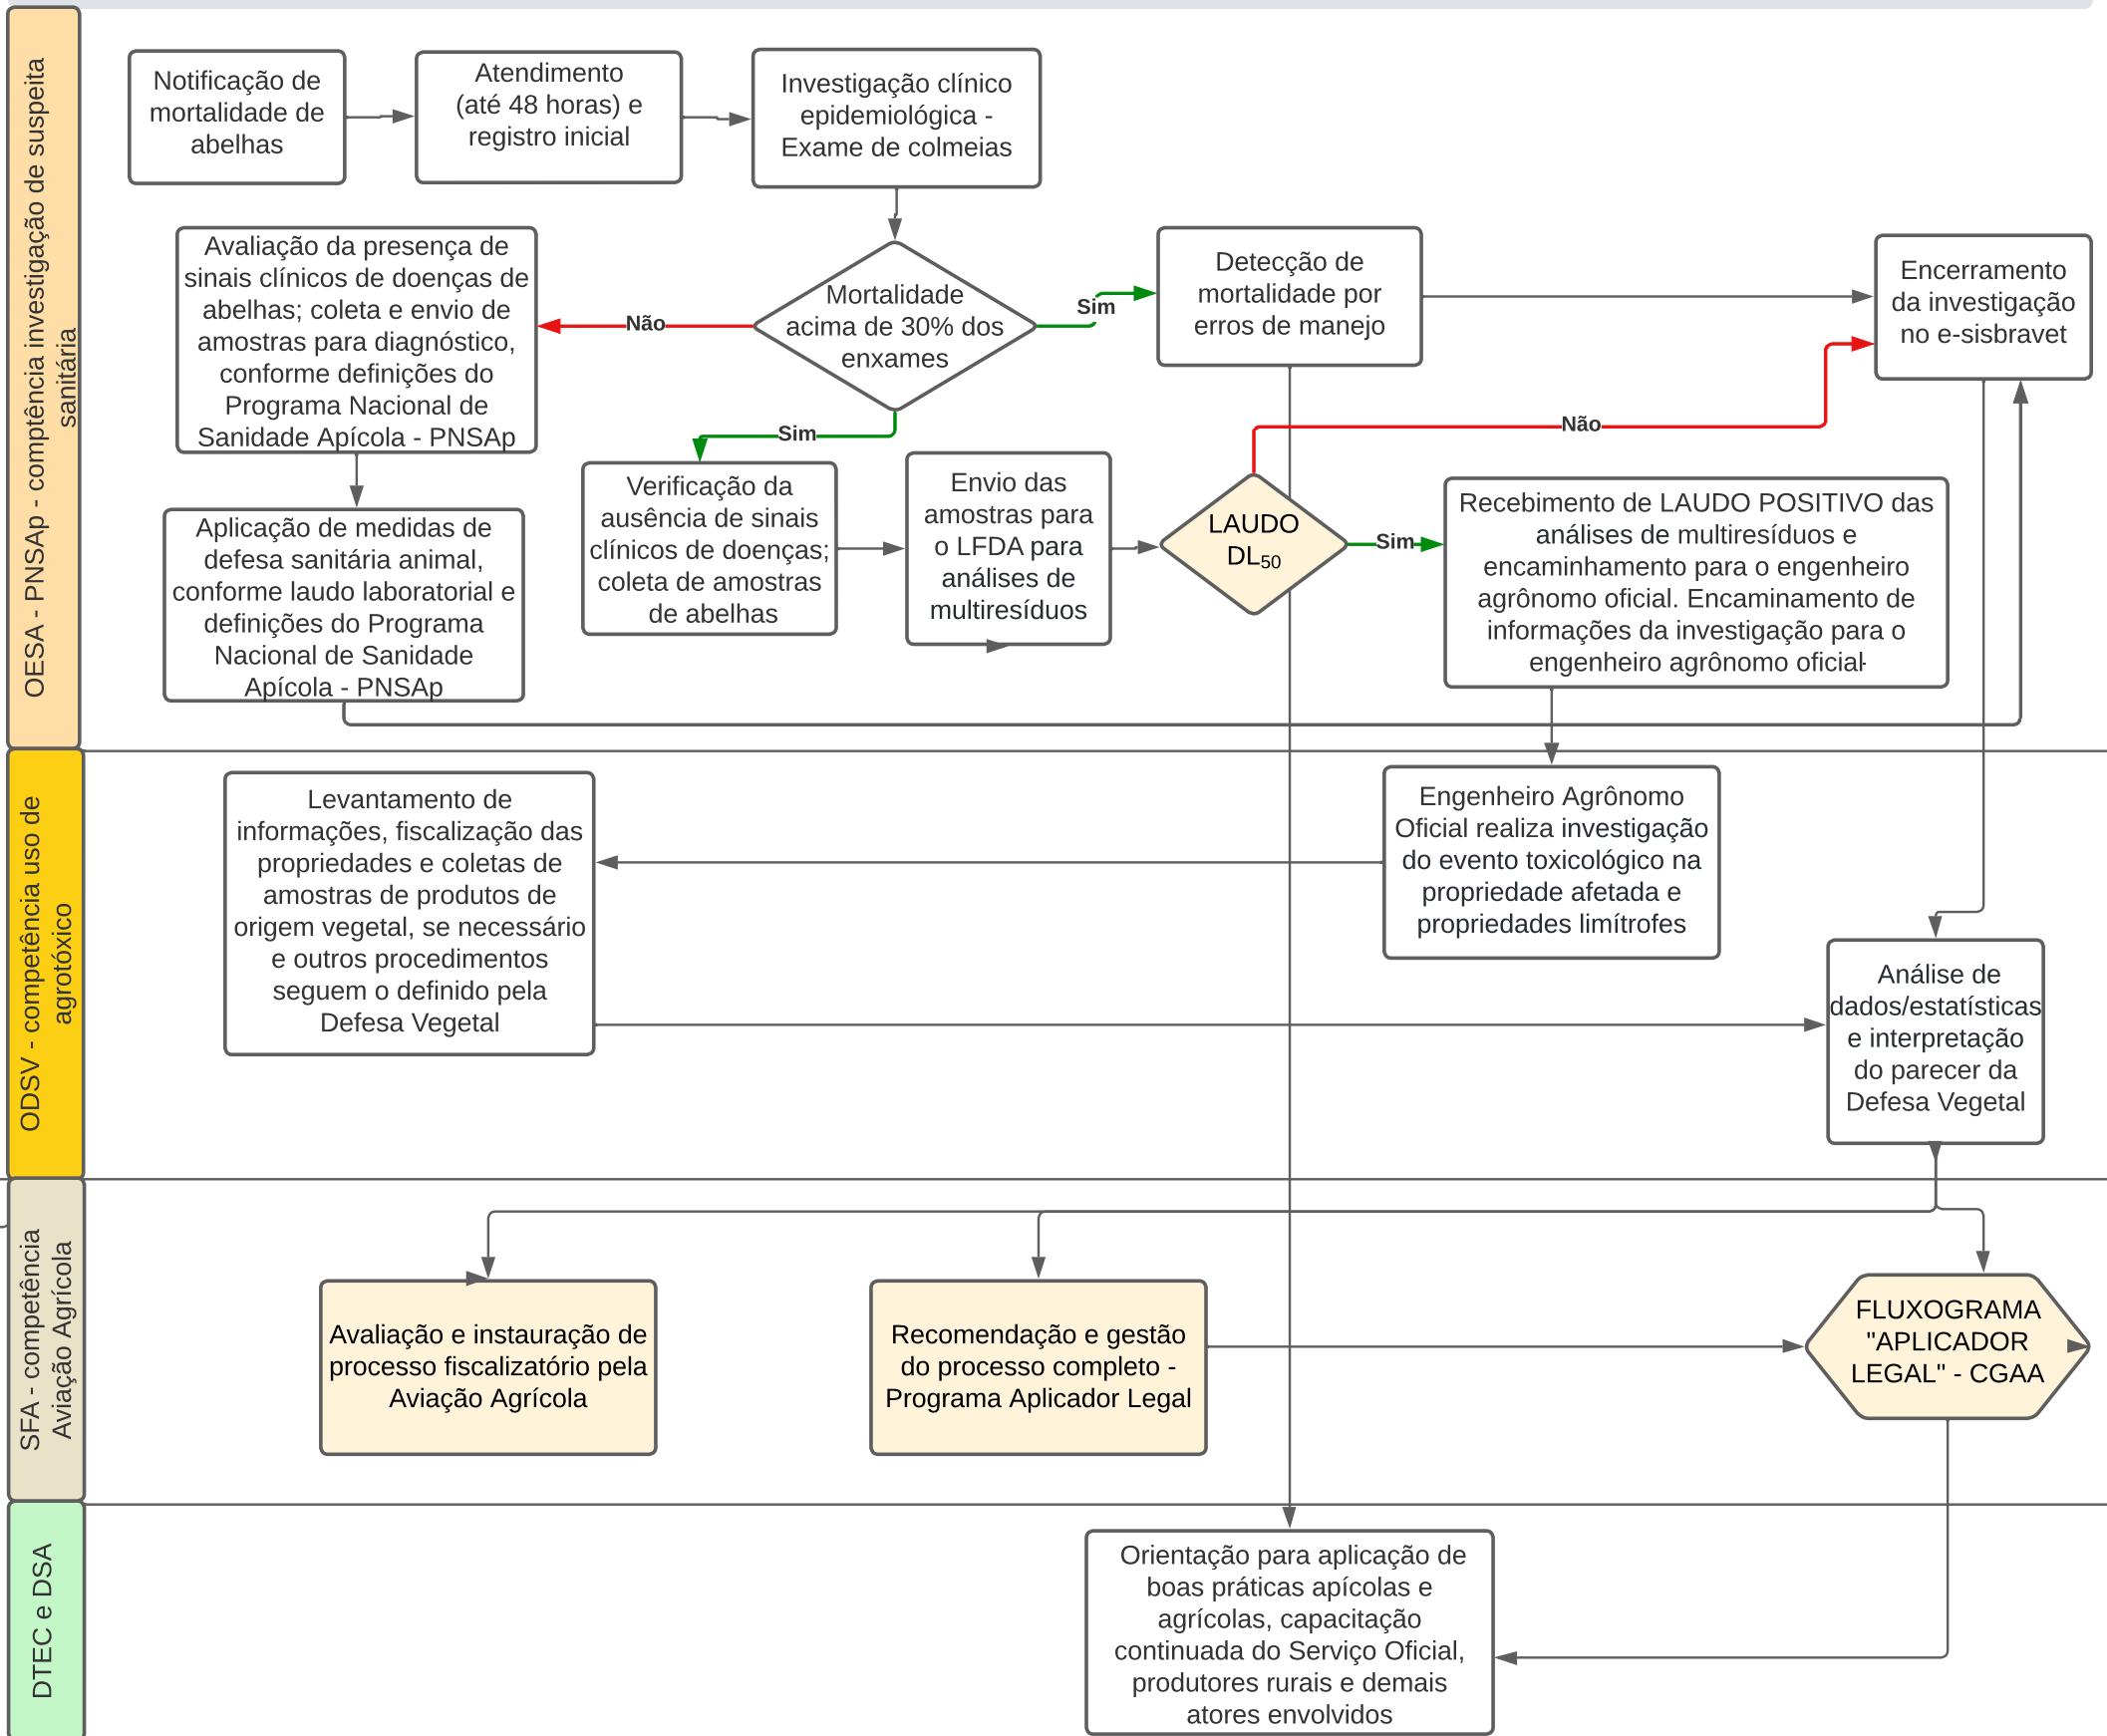 OESA - PNSAp - comptência investigação de suspeita
sanitária
Notificação de
mortalidade de
abelhas
Atendimento
(até 48 horas) e
registro inicial
Investigação clínico
epidemiológica -
Exame de colmeias
Avaliação da presença de
sinais clínicos de doenças de
abelhas; coleta e envio de
amostras para diagnóstico,
conforme definições do
Programa Nacional de
Sanidade Apícola - PNSAp
Não
Mortalidade
acima de 30% dos
enxames
Sim
Detecção de
mortalidade por
erros de manejo
Encerramento
da investigação
no e-sisbravet
Sim
Não
Aplicação de medidas de
defesa sanitária animal,
conforme laudo laboratorial e
definições do Programa
Nacional de Sanidade
Apícola - PNSAp
Verificação da
ausência de sinais
clínicos de doenças;
coleta de amostras
de abelhas
Envio das
amostras para
o LFDA para
análises de
multiresíduos
LAUDO
DL50
Sim
Recebimento de LAUDO POSITIVO das
análises de multiresíduos e
encaminhamento para o engenheiro
agrônomo oficial. Encaminamento de
informações da investigação para o
engenheiro agrônomo oficial
ODSV - competência uso de
agrotóxico
Levantamento de
informações, fiscalização das
propriedades e coletas de
amostras de produtos de
origem vegetal, se necessário
e outros procedimentos
seguem o definido pela
Defesa Vegetal
Engenheiro Agrônomo
Oficial realiza investigação
do evento toxicológico na
propriedade afetada e
propriedades limítrofes
Análise de
dados/estatísticas
e interpretação
do parecer da
Defesa Vegetal
SFA - competência
Aviação Agrícola
Avaliação e instauração de
processo fiscalizatório pela
Aviação Agrícola
Recomendação e gestão
do processo completo -
Programa Aplicador Legal
FLUXOGRAMA
"APLICADOR
LEGAL" - CGAA
DTEC e DSA
Orientação para aplicação de
boas práticas apícolas e
agrícolas, capacitação
continuada do Serviço Oficial,
produtores rurais e demais
atores envolvidos